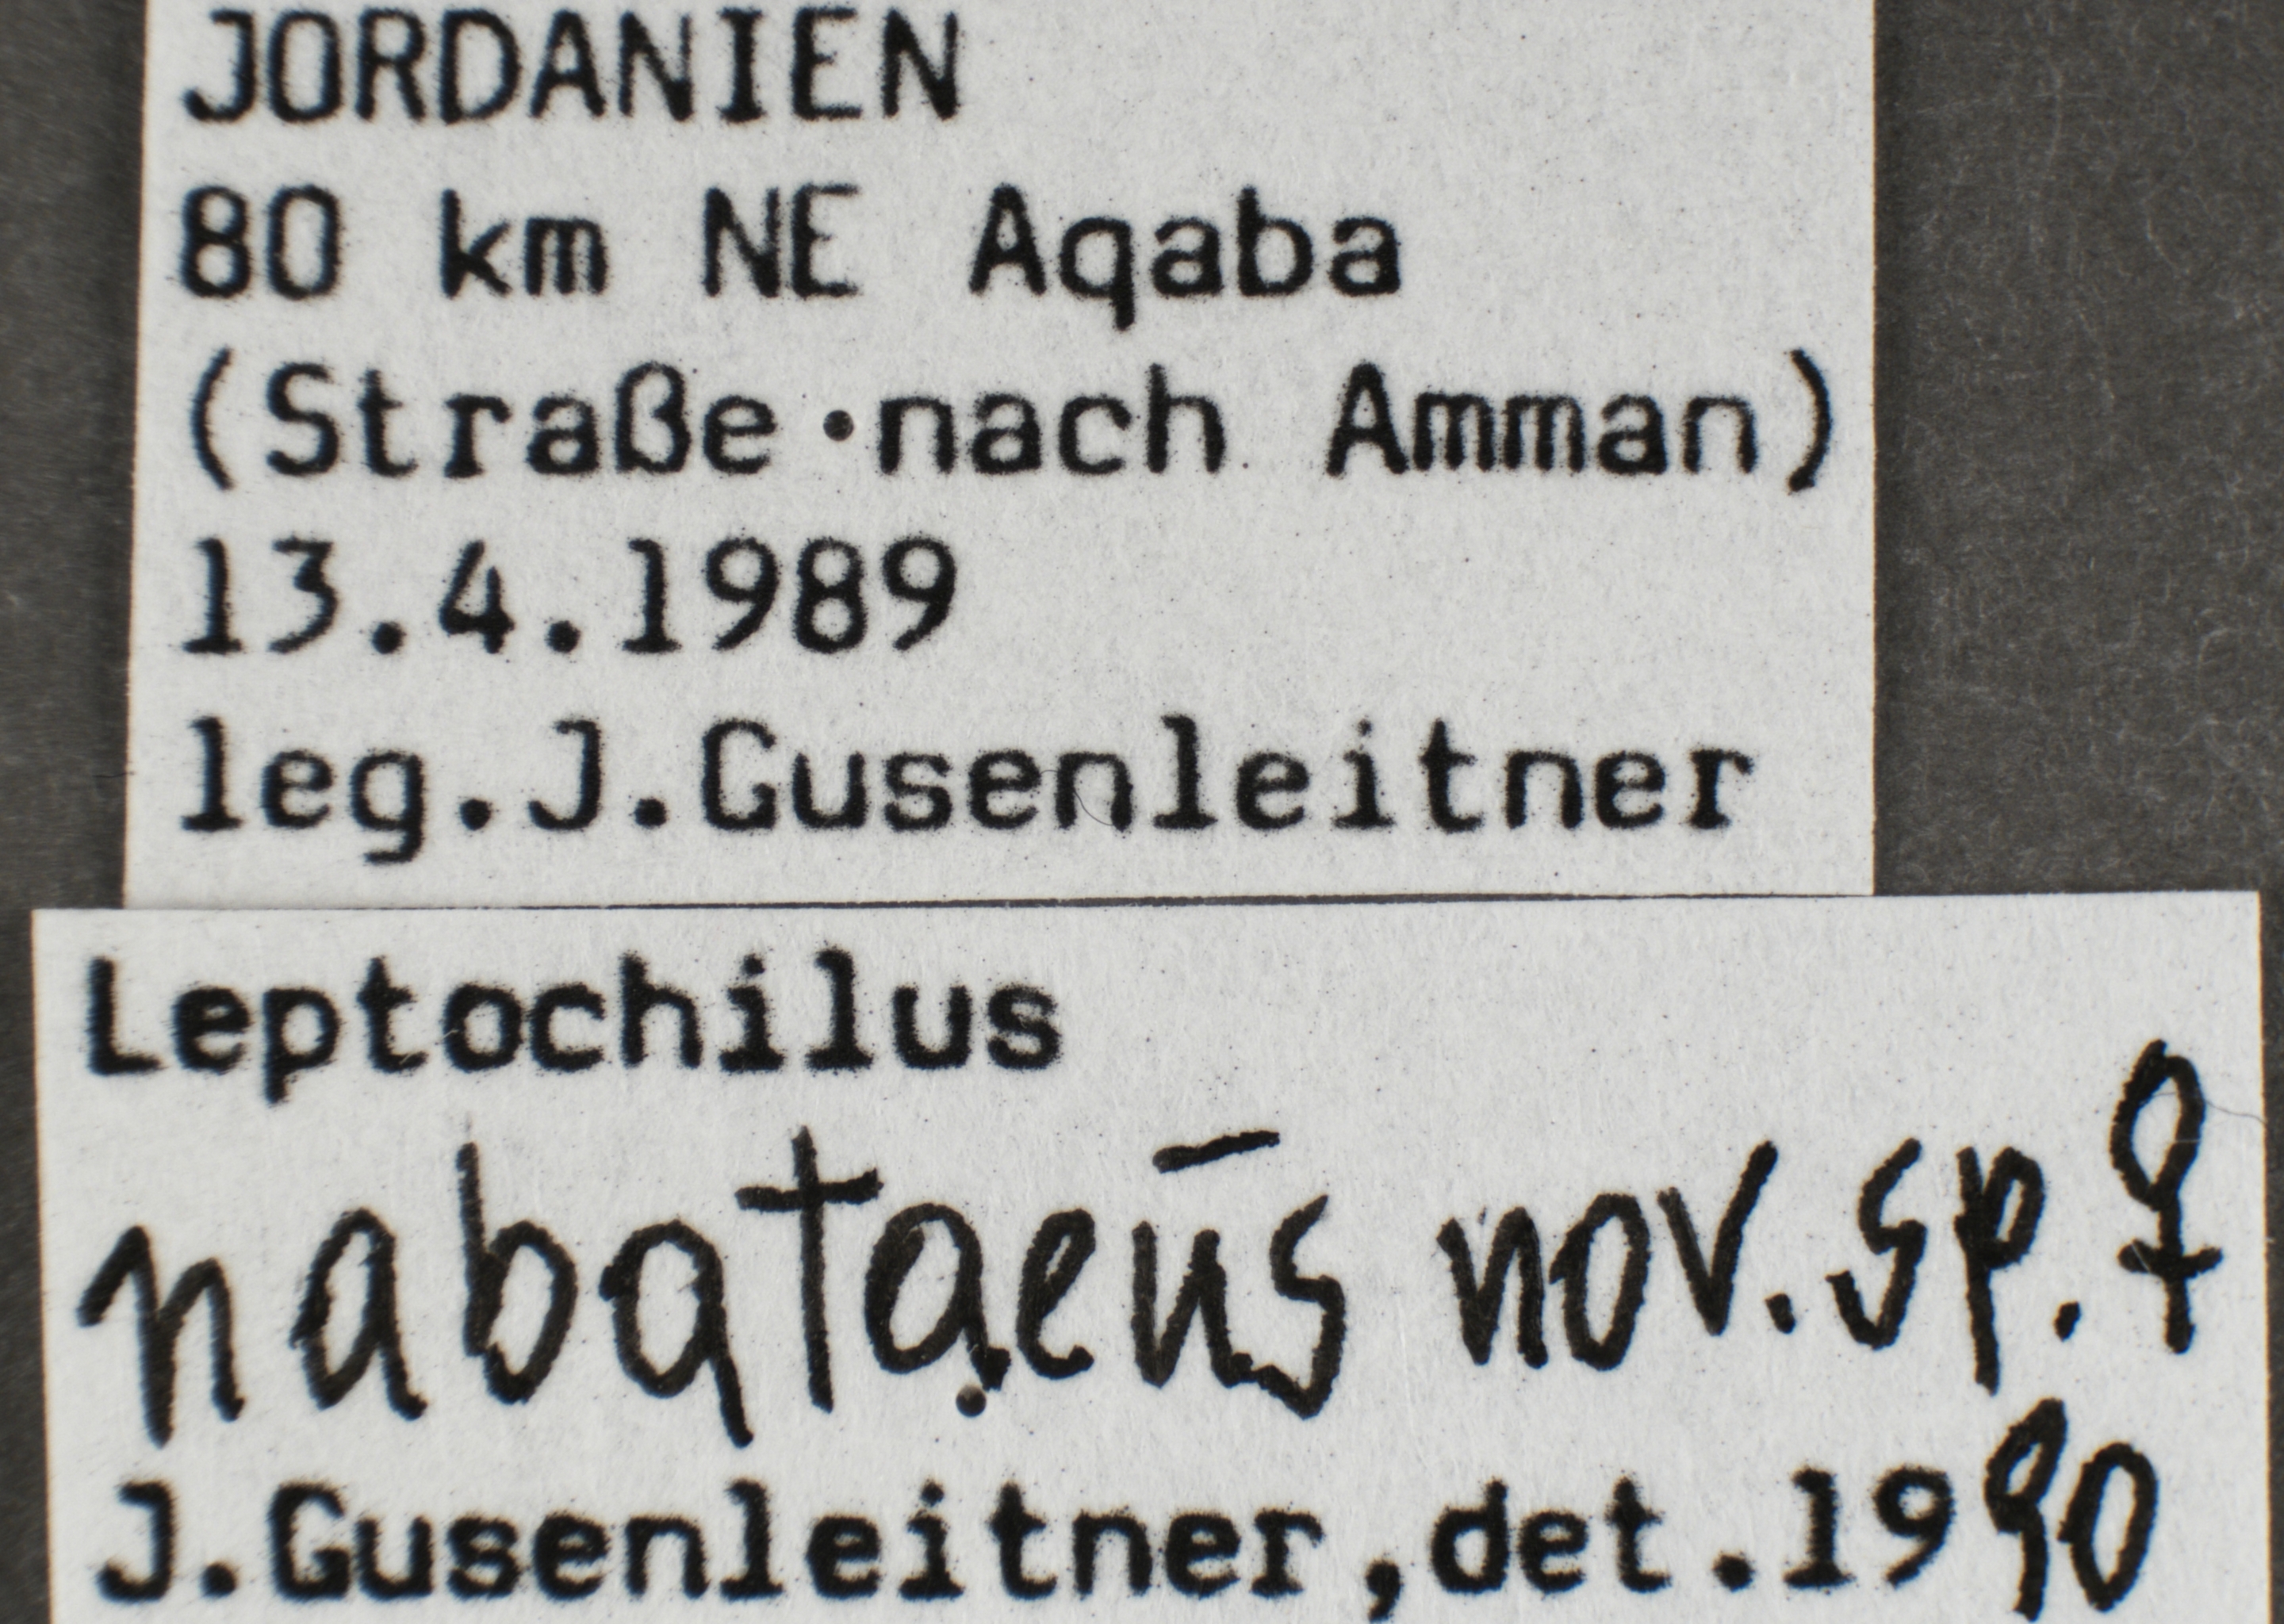 JORDANIEN
80 km NE Aqaba
(Straße nach Amman)
13.4.1989
leg.J.Gusenleitner
Leptochilus
nabataeūs nov.sp.♀
J.Gusenleitner,det.1990